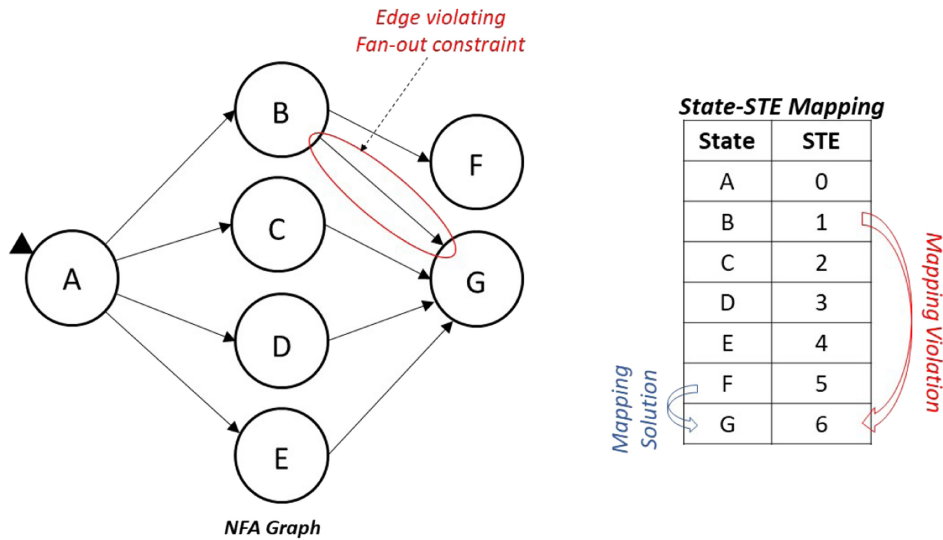 Edge violating
Fan-out constraint
B
F
C
A
G
D
E
NFA Graph
State-STE Mapping
State STE
A 0
B 1
C 2
D 3
E 4
F 5
G 6
Mapping Violation
Mapping
Solution